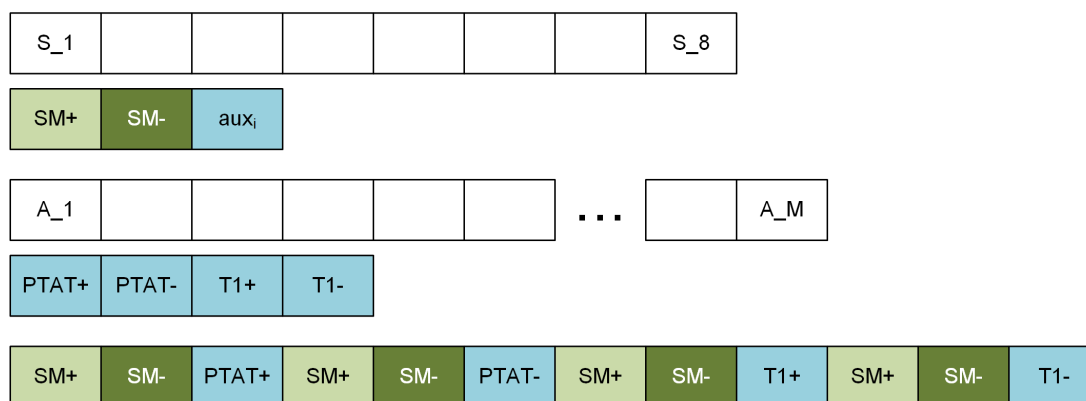 S_1 S_8
SM+ SM- auxᵢ
A_1 ... A_M
PTAT+ PTAT- T1+ T1-
SM+ SM- PTAT+ SM+ SM- PTAT- SM+ SM- T1+ SM+ SM- T1-